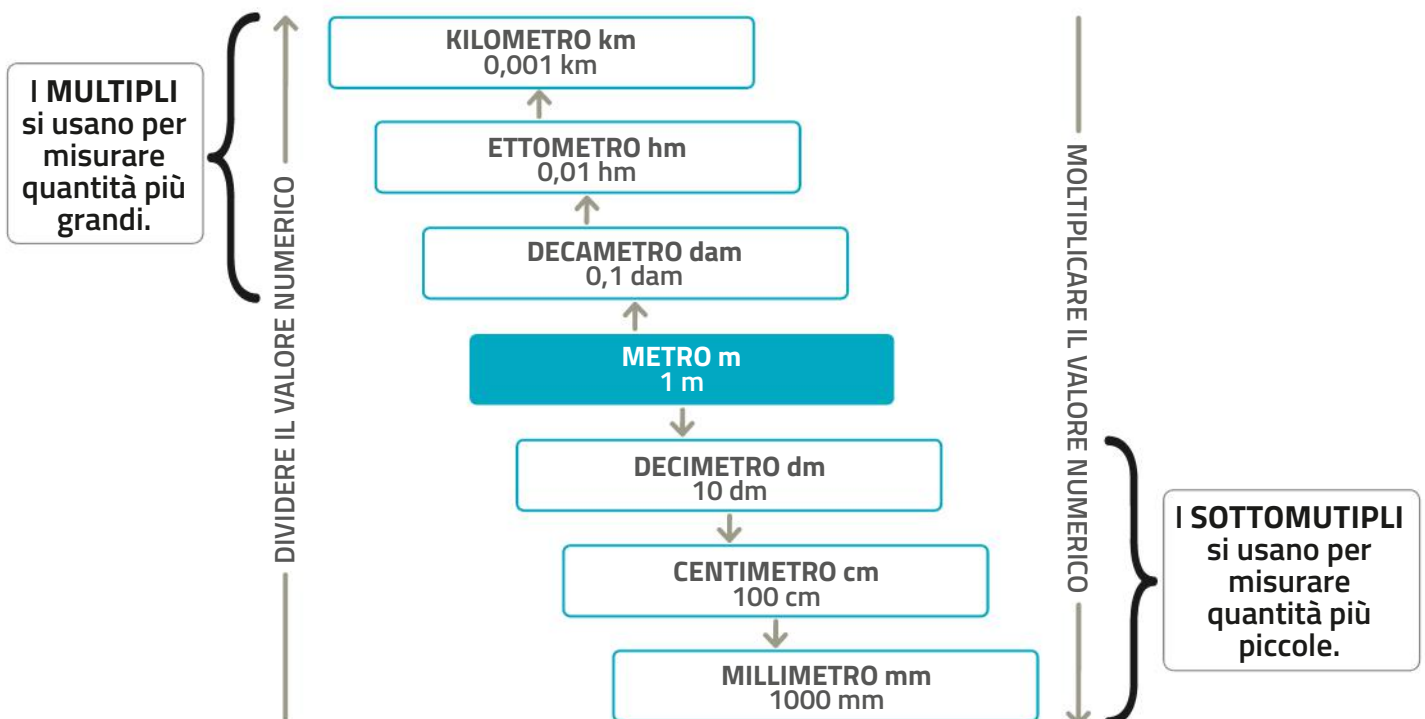 I MULTIPLI
si usano per
misurare
quantità più
grandi.
DIVIDERE IL VALORE NUMERICO
KILOMETRO km
0,001 km
ETTOMETRO hm
0,01 hm
DECAMETRO dam
0,1 dam
METRO m
1 m
DECIMETRO dm
10 dm
CENTIMETRO cm
100 cm
MILLIMETRO mm
1000 mm
MOLTIPLICARE IL VALORE NUMERICO
I SOTTOMUTIPLI
si usano per
misurare
quantità più
piccole.